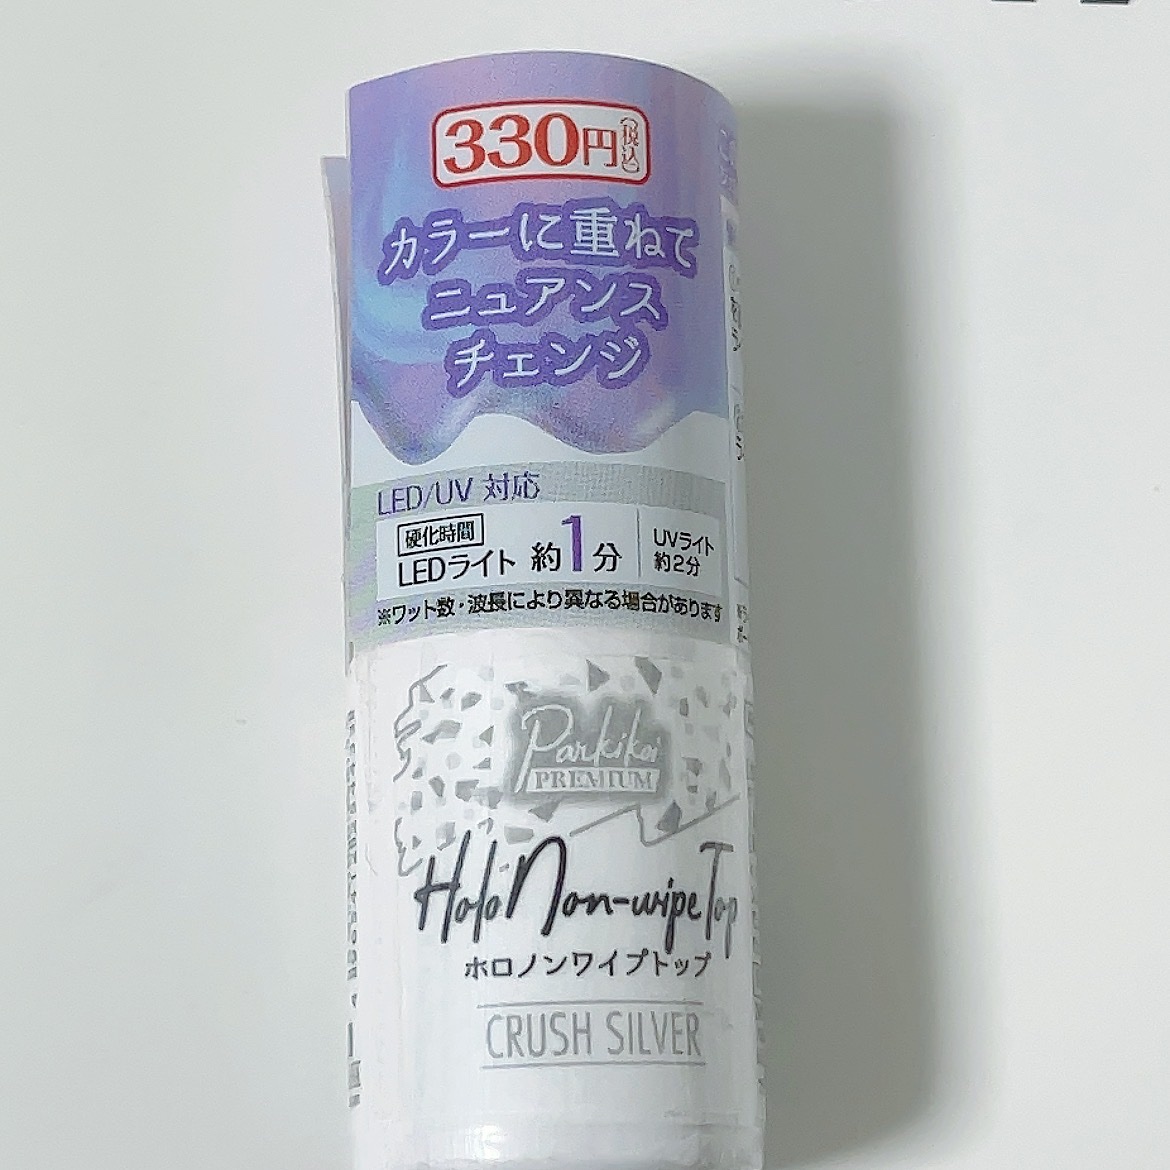 330円(税込)
カラーに重ねて
ニュアンス
チェンジ
LED/UV 対応
硬化時間
LEDライト 約1分
UVライト
約2分
※ワット数・波長により異なる場合があります
Parkikoi
PREMIUM
Holo Non-wipe Top
ホロノンワイプトップ
CRUSH SILVER